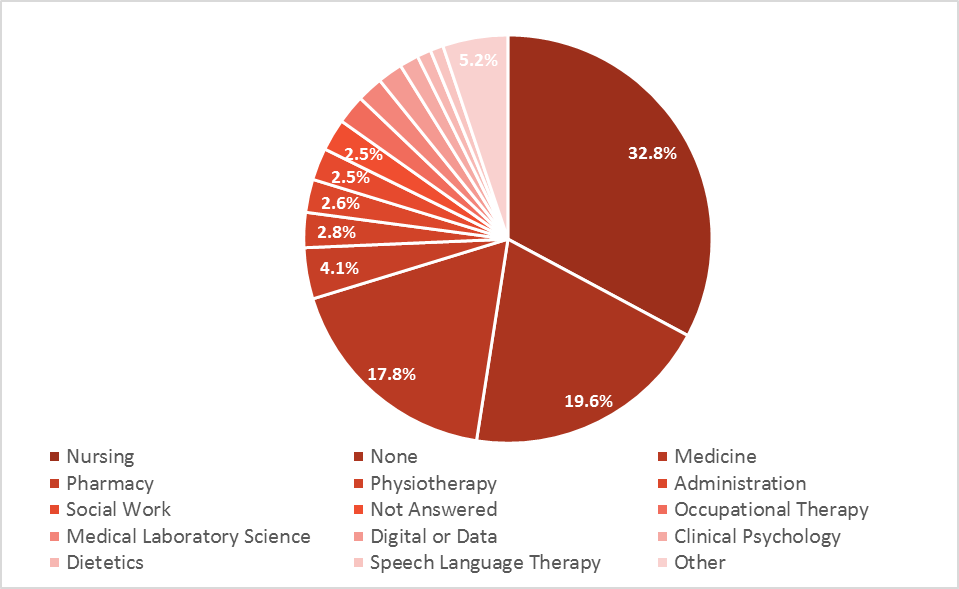 5.2%
32.8%
2.5%
2.5%
2.6%
2.8%
4.1%
17.8%
19.6%
Nursing None Medicine
Pharmacy Physiotherapy Administration
Social Work Not Answered Occupational Therapy
Medical Laboratory Science Digital or Data Clinical Psychology
Dietetics Speech Language Therapy Other